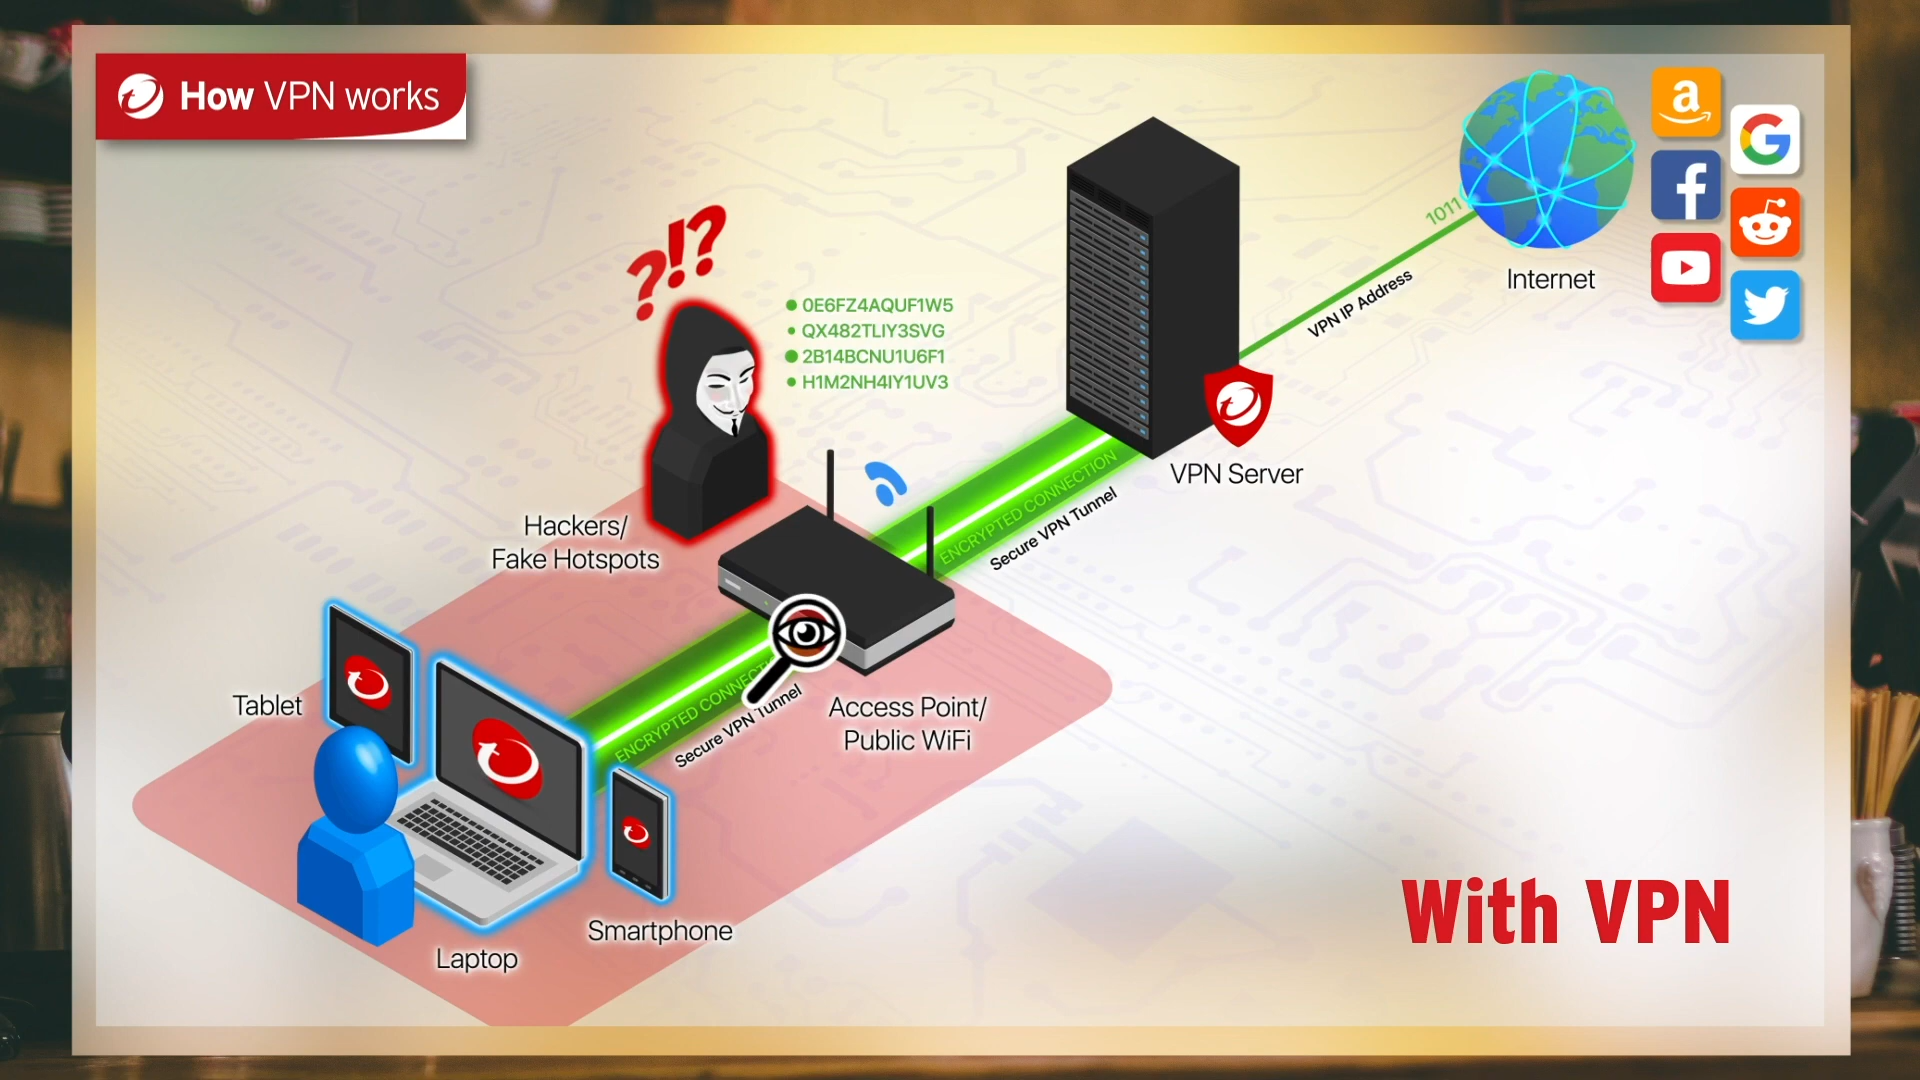 How VPN works
1011
Internet
VPN IP Address
?!?
0E6FZ4AQUF1W5
QX482TLIY3SVG
2B14BCNU1U6F1
H1M2NH4IY1UV3
VPN Server
ENCRYPTED CONNECTION
Secure VPN Tunnel
Hackers/
Fake Hotspots
Tablet
ENCRYPTED
Secure VPN Tunnel
Access Point/
Public WiFi
Smartphone
Laptop
With VPN